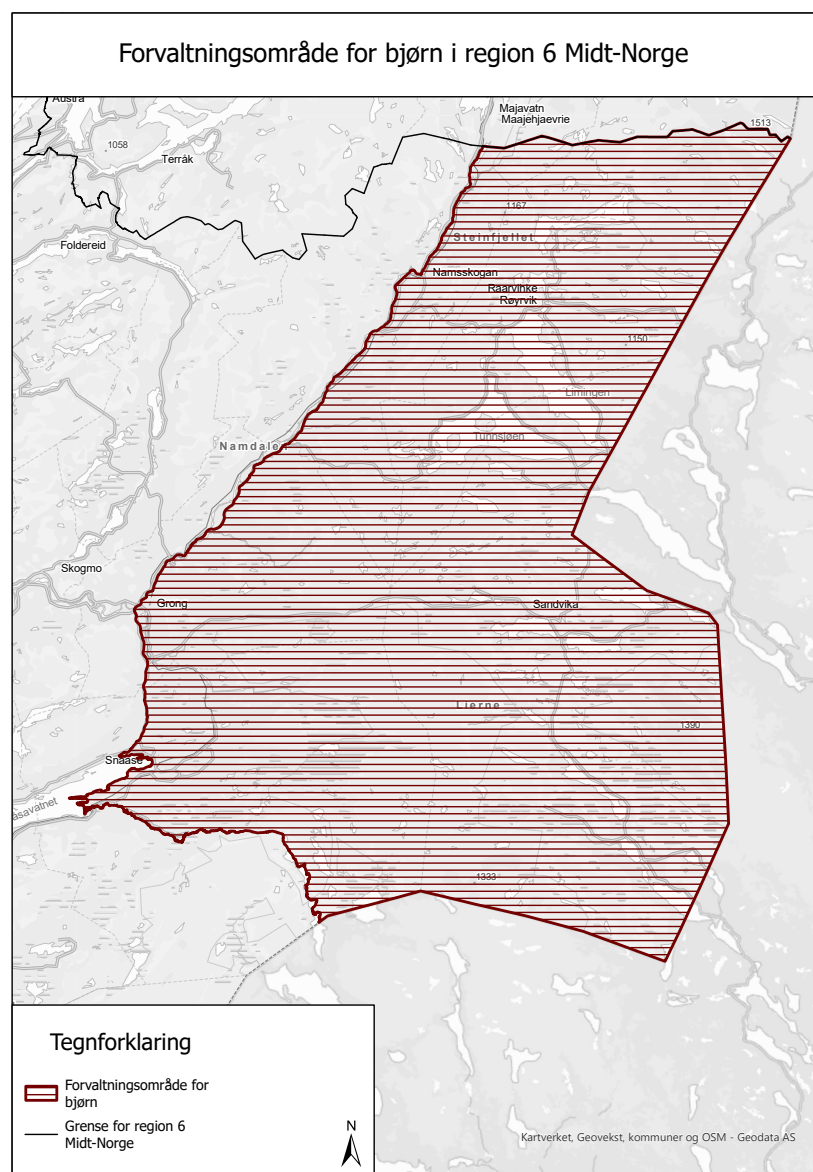 Forvaltningsområde for bjørn i region 6 Midt-Norge
Austra
Majavatn
Maajehjaevrie
1513
1058
Terråk
1167
Steinfjellet
Foldereid
Namsskogan
Raarvinke
Røyrvik
1150
Limingen
Tunnsjøen
Namdalen
Skogmo
Grong
Sandvika
Lierne
1390
Snåase
åsavatnet
1333
Tegnforklaring
Forvaltningsområde for
bjørn
Grense for region 6
Midt-Norge
N
Kartverket, Geovekst, kommuner og OSM - Geodata AS